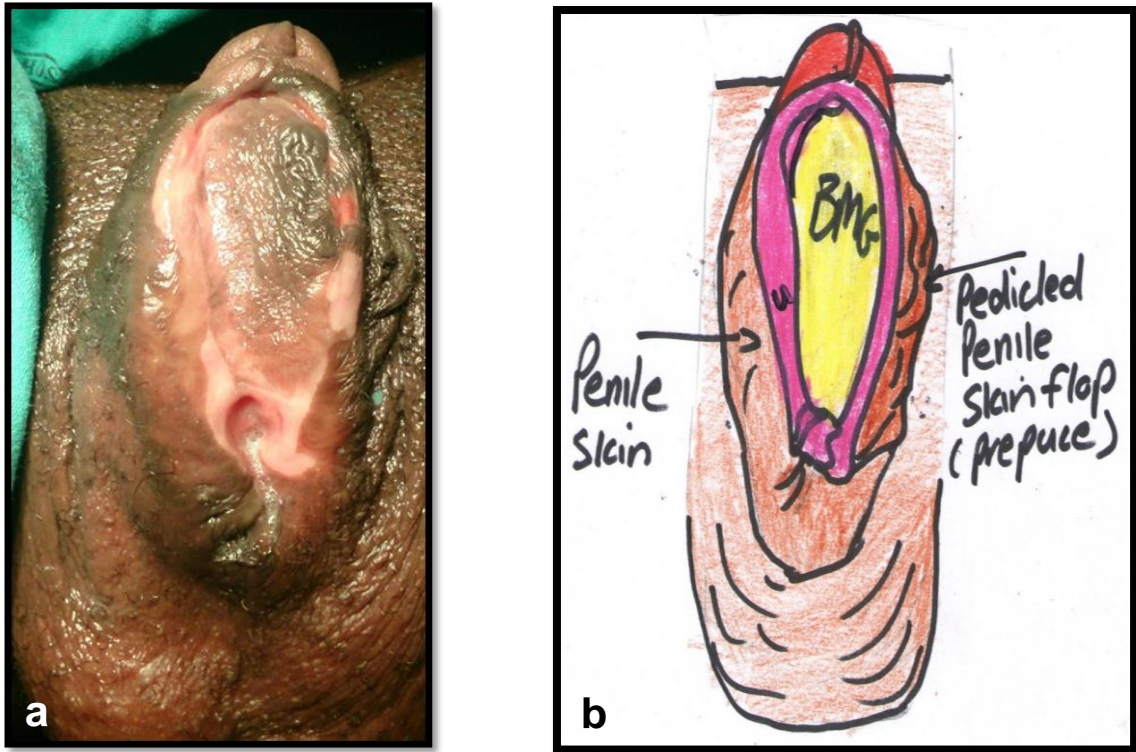 a
BMG
Penile
skin
Pedicled
Penile
skin flap
(prepuce)
b